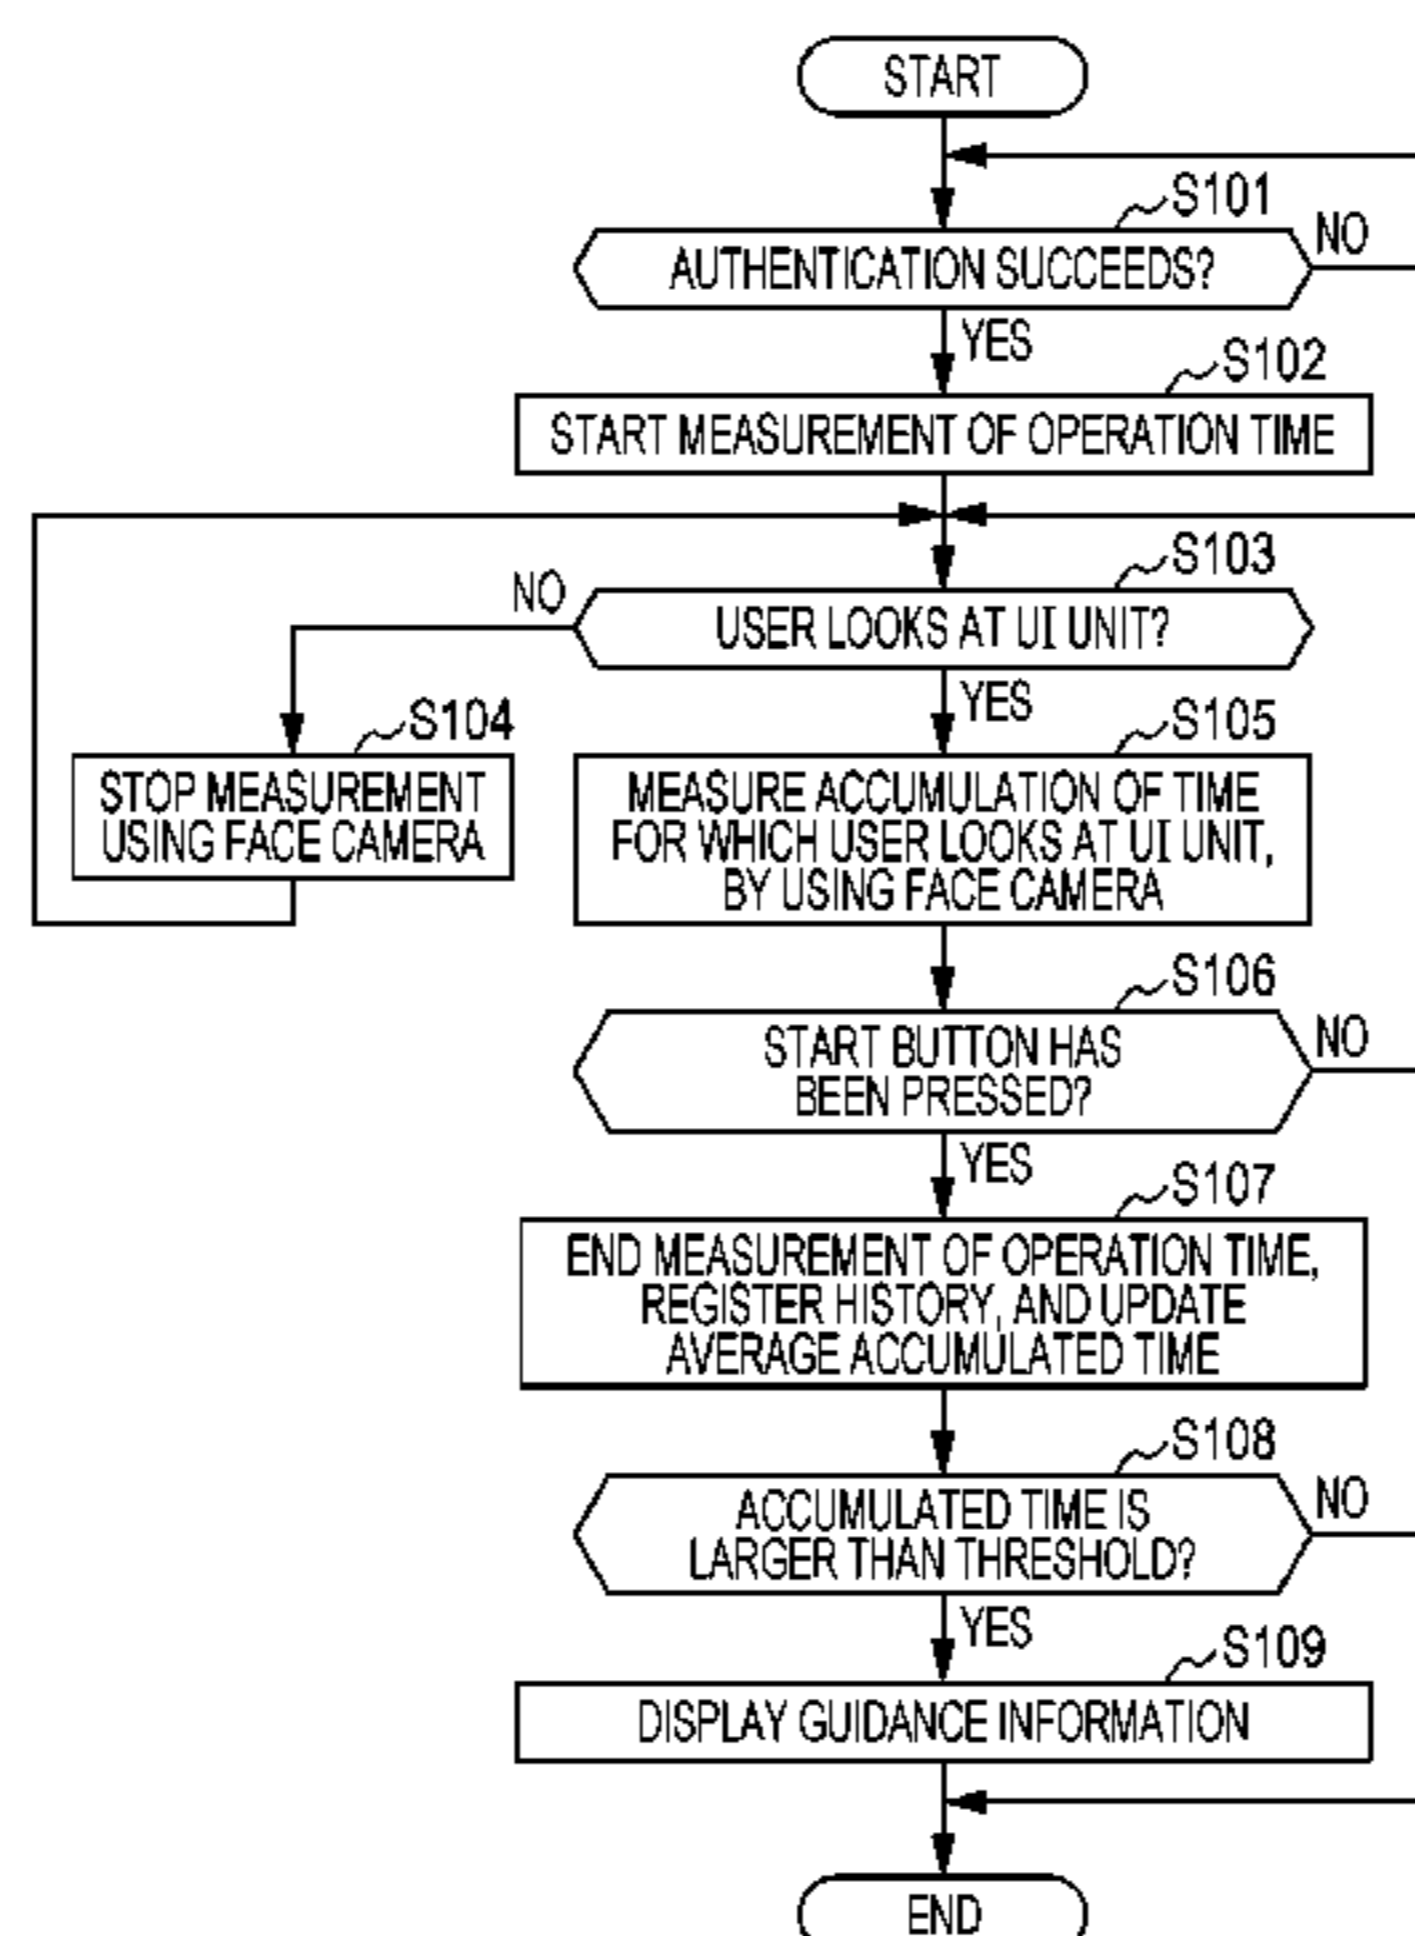 START
S101
AUTHENTICATION SUCCEEDS?
NO
YES
S102
START MEASUREMENT OF OPERATION TIME
S103
NO
USER LOOKS AT UI UNIT?
YES
S104
STOP MEASUREMENT
USING FACE CAMERA
S105
MEASURE ACCUMULATION OF TIME
FOR WHICH USER LOOKS AT UI UNIT,
BY USING FACE CAMERA
S106
START BUTTON HAS
BEEN PRESSED?
NO
YES
S107
END MEASUREMENT OF OPERATION TIME,
REGISTER HISTORY, AND UPDATE
AVERAGE ACCUMULATED TIME
S108
ACCUMULATED TIME IS
LARGER THAN THRESHOLD?
NO
YES
S109
DISPLAY GUIDANCE INFORMATION
END